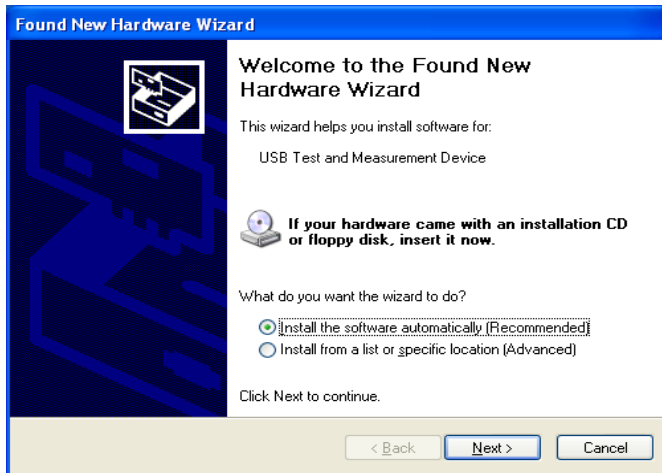 Found New Hardware Wizard
Welcome to the Found New
Hardware Wizard
This wizard helps you install software for:
USB Test and Measurement Device
If your hardware came with an installation CD
or floppy disk, insert it now.
What do you want the wizard to do?
Install the software automatically (Recommended)
Install from a list or specific location (Advanced)
Click Next to continue.
< Back Next > Cancel